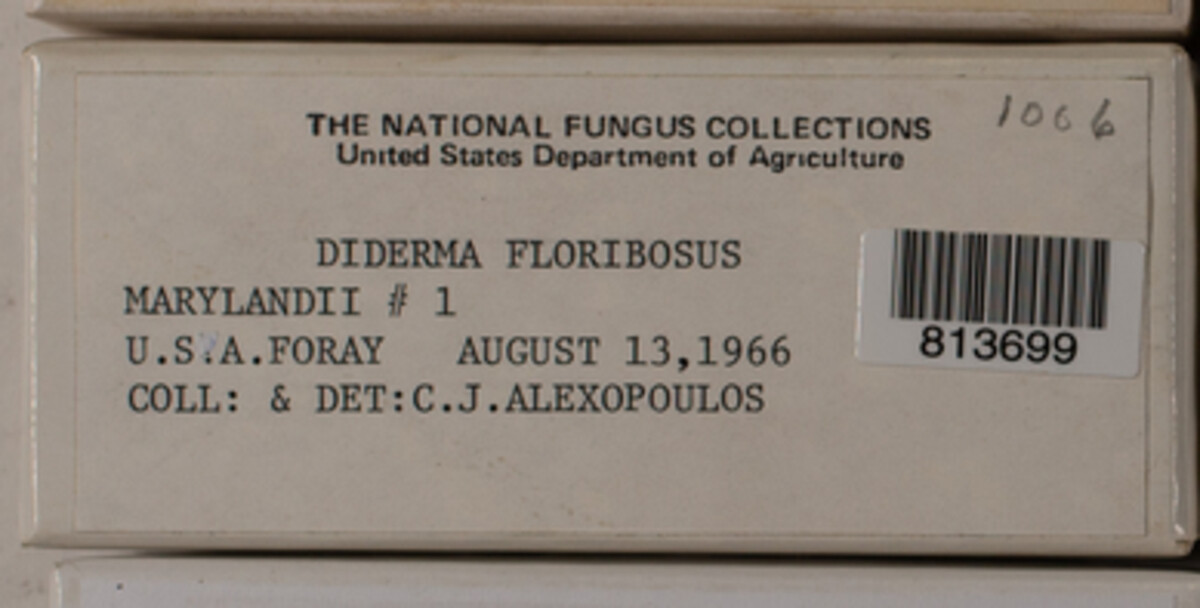 1006
THE NATIONAL FUNGUS COLLECTIONS
United States Department of Agriculture
DIDERMA FLORIBOSUS
MARYLANDII # 1
U.S.A.FORAY AUGUST 13,1966
COLL: & DET:C.J.ALEXOPOULOS
813699